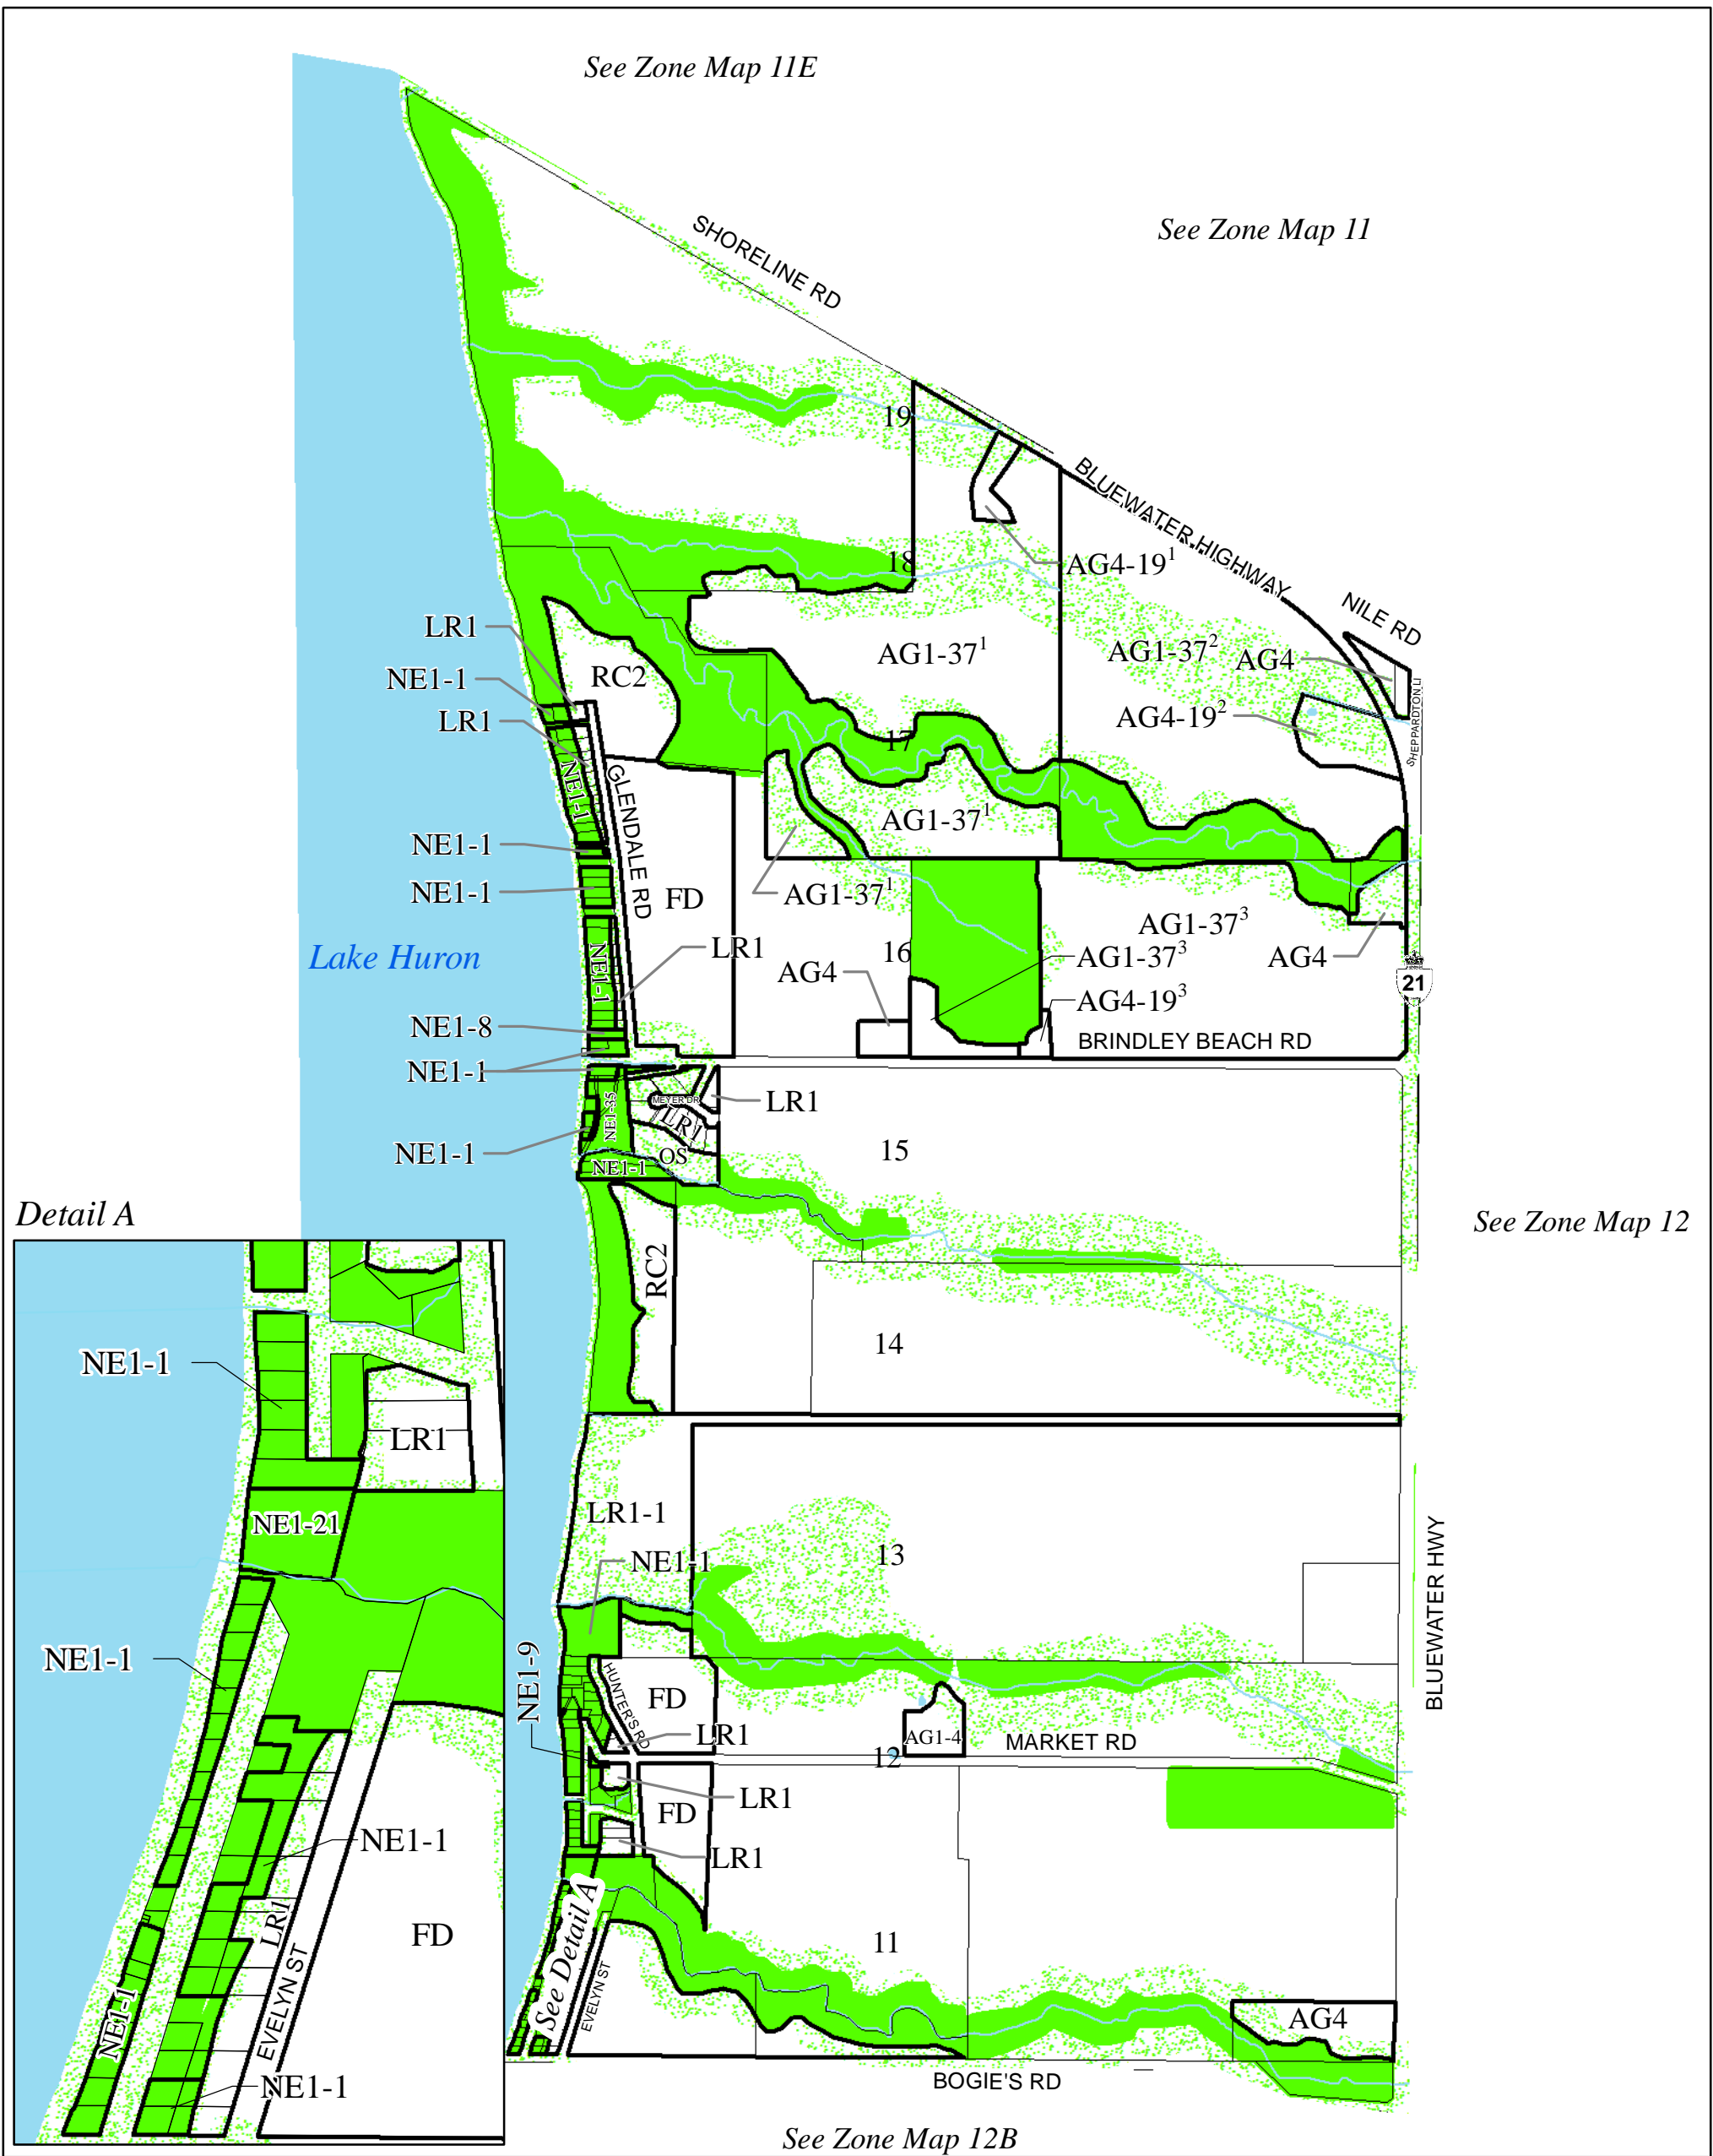 See Zone Map 11E
See Zone Map 11
SHORELINE RD
19
BLUEWATER HIGHWAY
18
AG4-19¹
NILE RD
LR1
AG1-37¹
AG1-37²
AG4
RC2
NE1-1
SHEPPARDTON LI
LR1
AG4-19²
17
NE1-1
GLENDALE RD
AG1-37¹
NE1-1
NE1-1
FD
AG1-37¹
AG1-37³
Lake Huron
NE1-1
LR1
16
AG1-37³
AG4
AG4
21
AG4-19³
NE1-8
BRINDLEY BEACH RD
NE1-1
MEYER DR
LR1
NE1-35
LR1
NE1-1
OS
15
NE1-1
Detail A
See Zone Map 12
RC2
14
NE1-1
LR1
NE1-21
LR1-1
13
NE1-1
BLUEWATER HWY
NE1-1
NE1-9
HUNTER'S RD
FD
LR1
AG1-4
MARKET RD
12
LR1
FD
NE1-1
LR1
LR1
FD
See Detail A
11
EVELYN ST
EVELYN ST
NE1-1
AG4
NE1-1
BOGIE'S RD
See Zone Map 12B